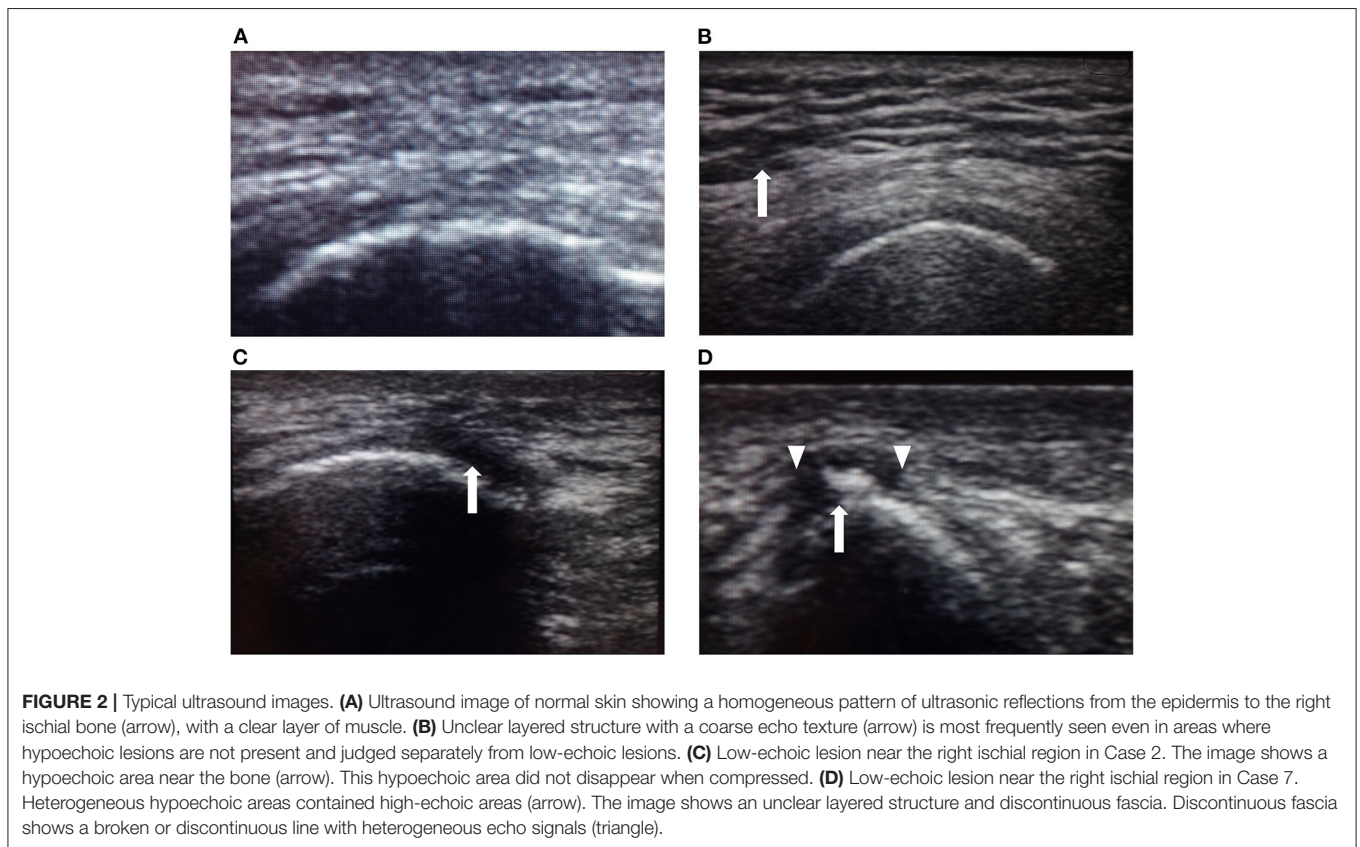 A
B
C
D
FIGURE 2 | Typical ultrasound images. (A) Ultrasound image of normal skin showing a homogeneous pattern of ultrasonic reflections from the epidermis to the right
ischial bone (arrow), with a clear layer of muscle. (B) Unclear layered structure with a coarse echo texture (arrow) is most frequently seen even in areas where
hypoechoic lesions are not present and judged separately from low-echoic lesions. (C) Low-echoic lesion near the right ischial region in Case 2. The image shows a
hypoechoic area near the bone (arrow). This hypoechoic area did not disappear when compressed. (D) Low-echoic lesion near the right ischial region in Case 7.
Heterogeneous hypoechoic areas contained high-echoic areas (arrow). The image shows an unclear layered structure and discontinuous fascia. Discontinuous fascia
shows a broken or discontinuous line with heterogeneous echo signals (triangle).